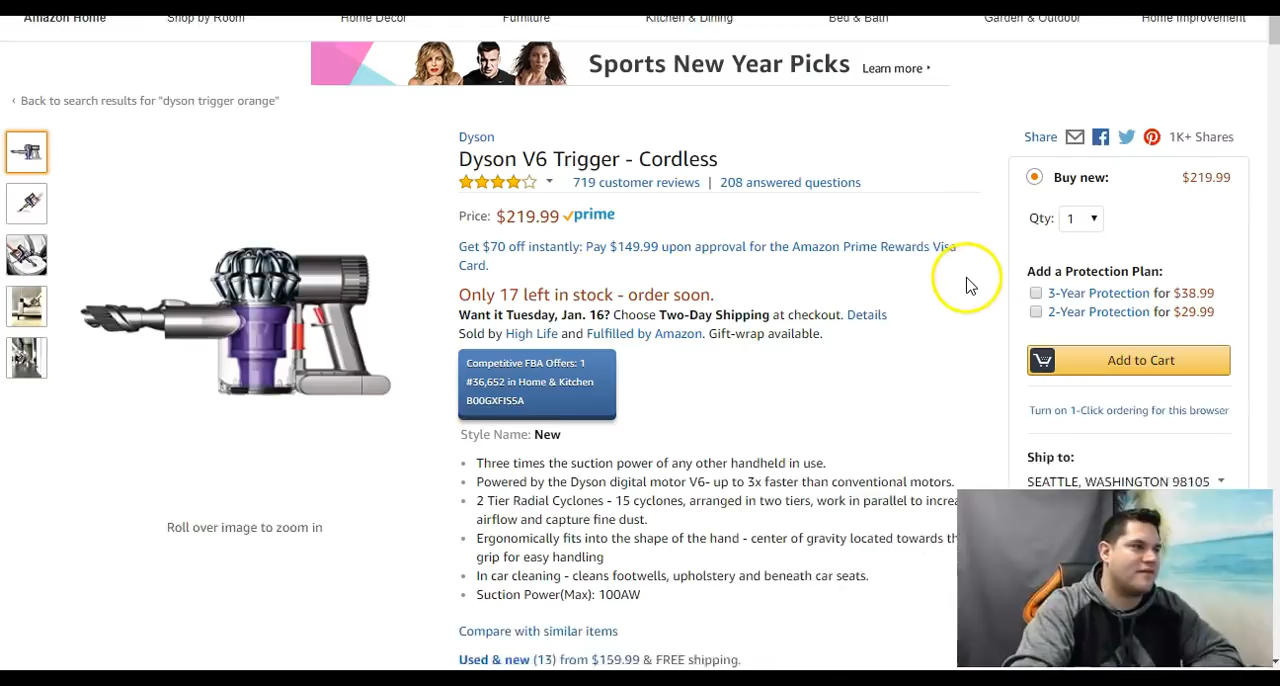 Amazon Home Shop by Room Home Decor Furniture Kitchen & Dining Bed & Bath Garden & Outdoor Home Improvement
Sports New Year Picks Learn more
‹ Back to search results for "dyson trigger orange"
Dyson
Dyson V6 Trigger - Cordless
719 customer reviews | 208 answered questions
Price: $219.99 prime
Get $70 off instantly: Pay $149.99 upon approval for the Amazon Prime Rewards Visa
Card.
Only 17 left in stock - order soon.
Want it Tuesday, Jan. 16? Choose Two-Day Shipping at checkout. Details
Sold by High Life and Fulfilled by Amazon. Gift-wrap available.
Competitive FBA Offers: 1
#36,652 in Home & Kitchen
B00GXFIS5A
Style Name: New
• Three times the suction power of any other handheld in use.
• Powered by the Dyson digital motor V6- up to 3x faster than conventional motors.
• 2 Tier Radial Cyclones - 15 cyclones, arranged in two tiers, work in parallel to
airflow and capture fine dust.
• Ergonomically fits into the shape of the hand - center of gravity located towards
grip for easy handling
• In car cleaning - cleans footwells, upholstery and beneath car seats.
• Suction Power(Max): 100AW
Compare with similar items
Used & new (13) from $159.99 & FREE shipping.
Roll over image to zoom in
Share 1K+ Shares
Buy new: $219.99
Qty: 1
Add a Protection Plan:
3-Year Protection for $38.99
2-Year Protection for $29.99
Add to Cart
Turn on 1-Click ordering for this browser
Ship to:
SEATTLE, WASHINGTON 98105